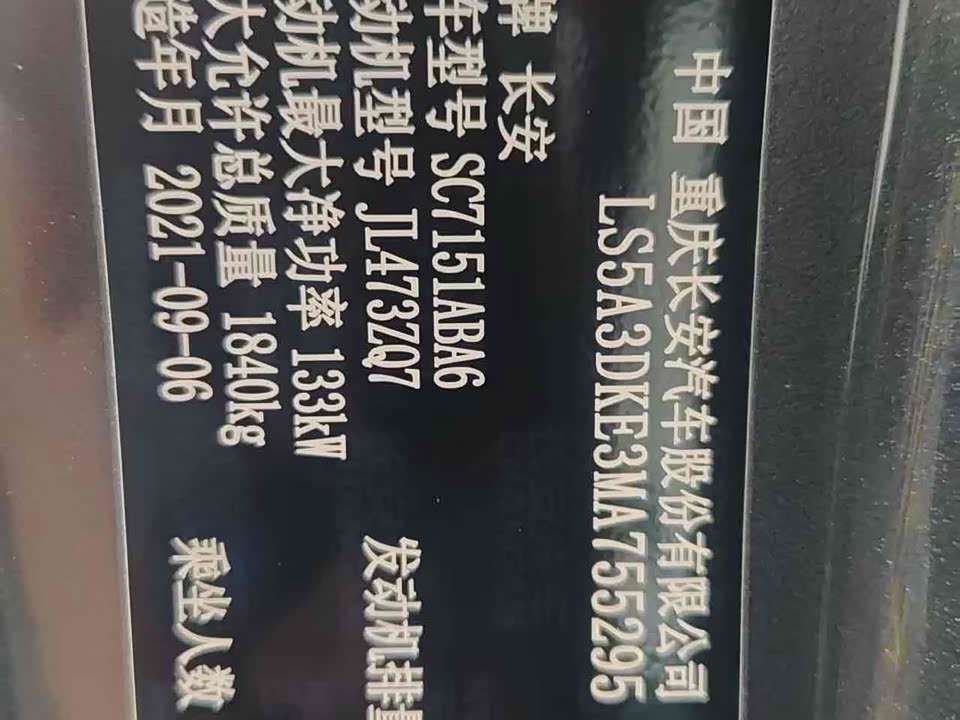 中国 重庆长安汽车股份有限公司
LS5A3DKE3MA755295
牌 长安
车型号 SC7151ABA6
动机型号 JL473ZQ7 发动机排量
动机最大净功率 133kW
大允许总质量 1840kg 乘坐人数
造年月 2021-09-06